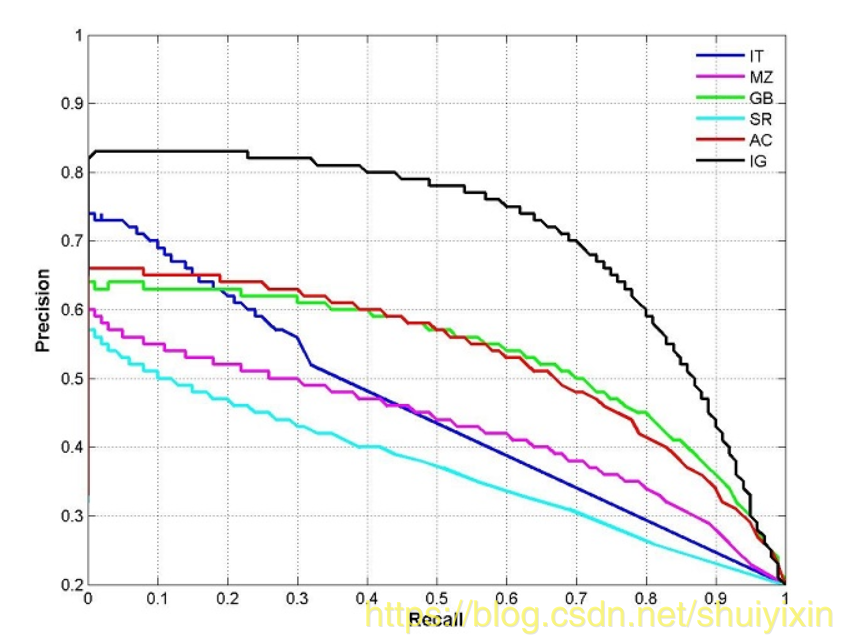 1
0.9
0.8
0.7
0.6
0.5
0.4
0.3
0.2
Precision
IT
MZ
GB
SR
AC
IG
0 0.1 0.2 0.3 0.4 0.5 0.6 0.7 0.8 0.9 1
Recall
https://blog.csdn.net/shuiyixin